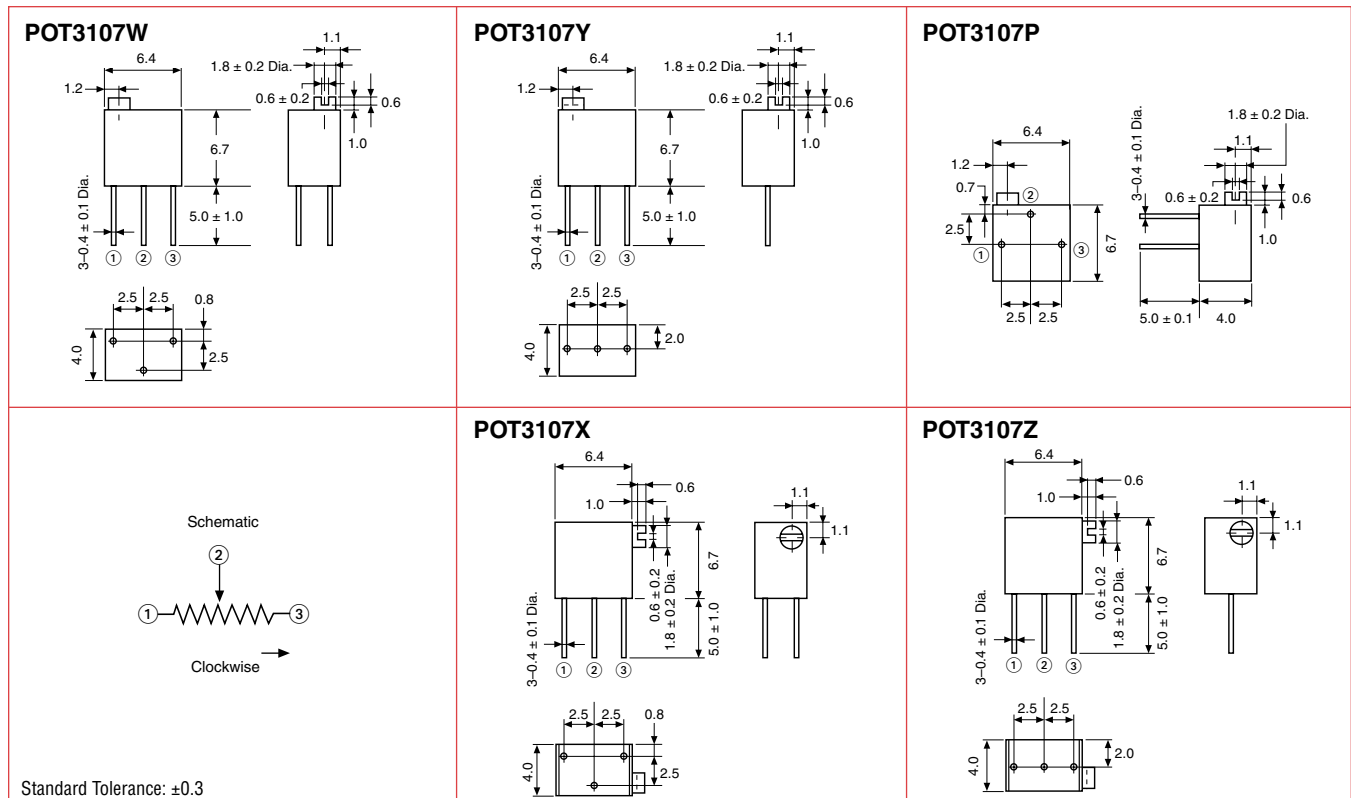 POT3107W
6.4
1.2
1.1
1.8 ± 0.2 Dia.
0.6 ± 0.2
0.6
1.0
6.7
5.0 ± 1.0
3–0.4 ± 0.1 Dia.
① ② ③
2.5 2.5 0.8
4.0
2.5
POT3107Y
6.4
1.2
1.1
1.8 ± 0.2 Dia.
0.6 ± 0.2
0.6
1.0
6.7
5.0 ± 1.0
3–0.4 ± 0.1 Dia.
① ② ③
2.5 2.5
4.0
2.0
POT3107P
6.4
1.2
0.7
②
2.5
①
③
6.7
2.5 2.5
3–0.4 ± 0.1 Dia.
1.8 ± 0.2 Dia.
1.1
0.6 ± 0.2
0.6
1.0
5.0 ± 0.1 4.0
Schematic
②
① ③
Clockwise
Standard Tolerance: ±0.3
POT3107X
6.4
0.6
1.0
1.1
1.1
6.7
0.6 ± 0.2
1.8 ± 0.2 Dia.
5.0 ± 1.0
3–0.4 ± 0.1 Dia.
① ② ③
2.5 2.5 0.8
4.0
2.5
POT3107Z
6.4
0.6
1.0
1.1
1.1
6.7
0.6 ± 0.2
1.8 ± 0.2 Dia.
5.0 ± 1.0
3–0.4 ± 0.1 Dia.
① ② ③
2.5 2.5
4.0
2.0